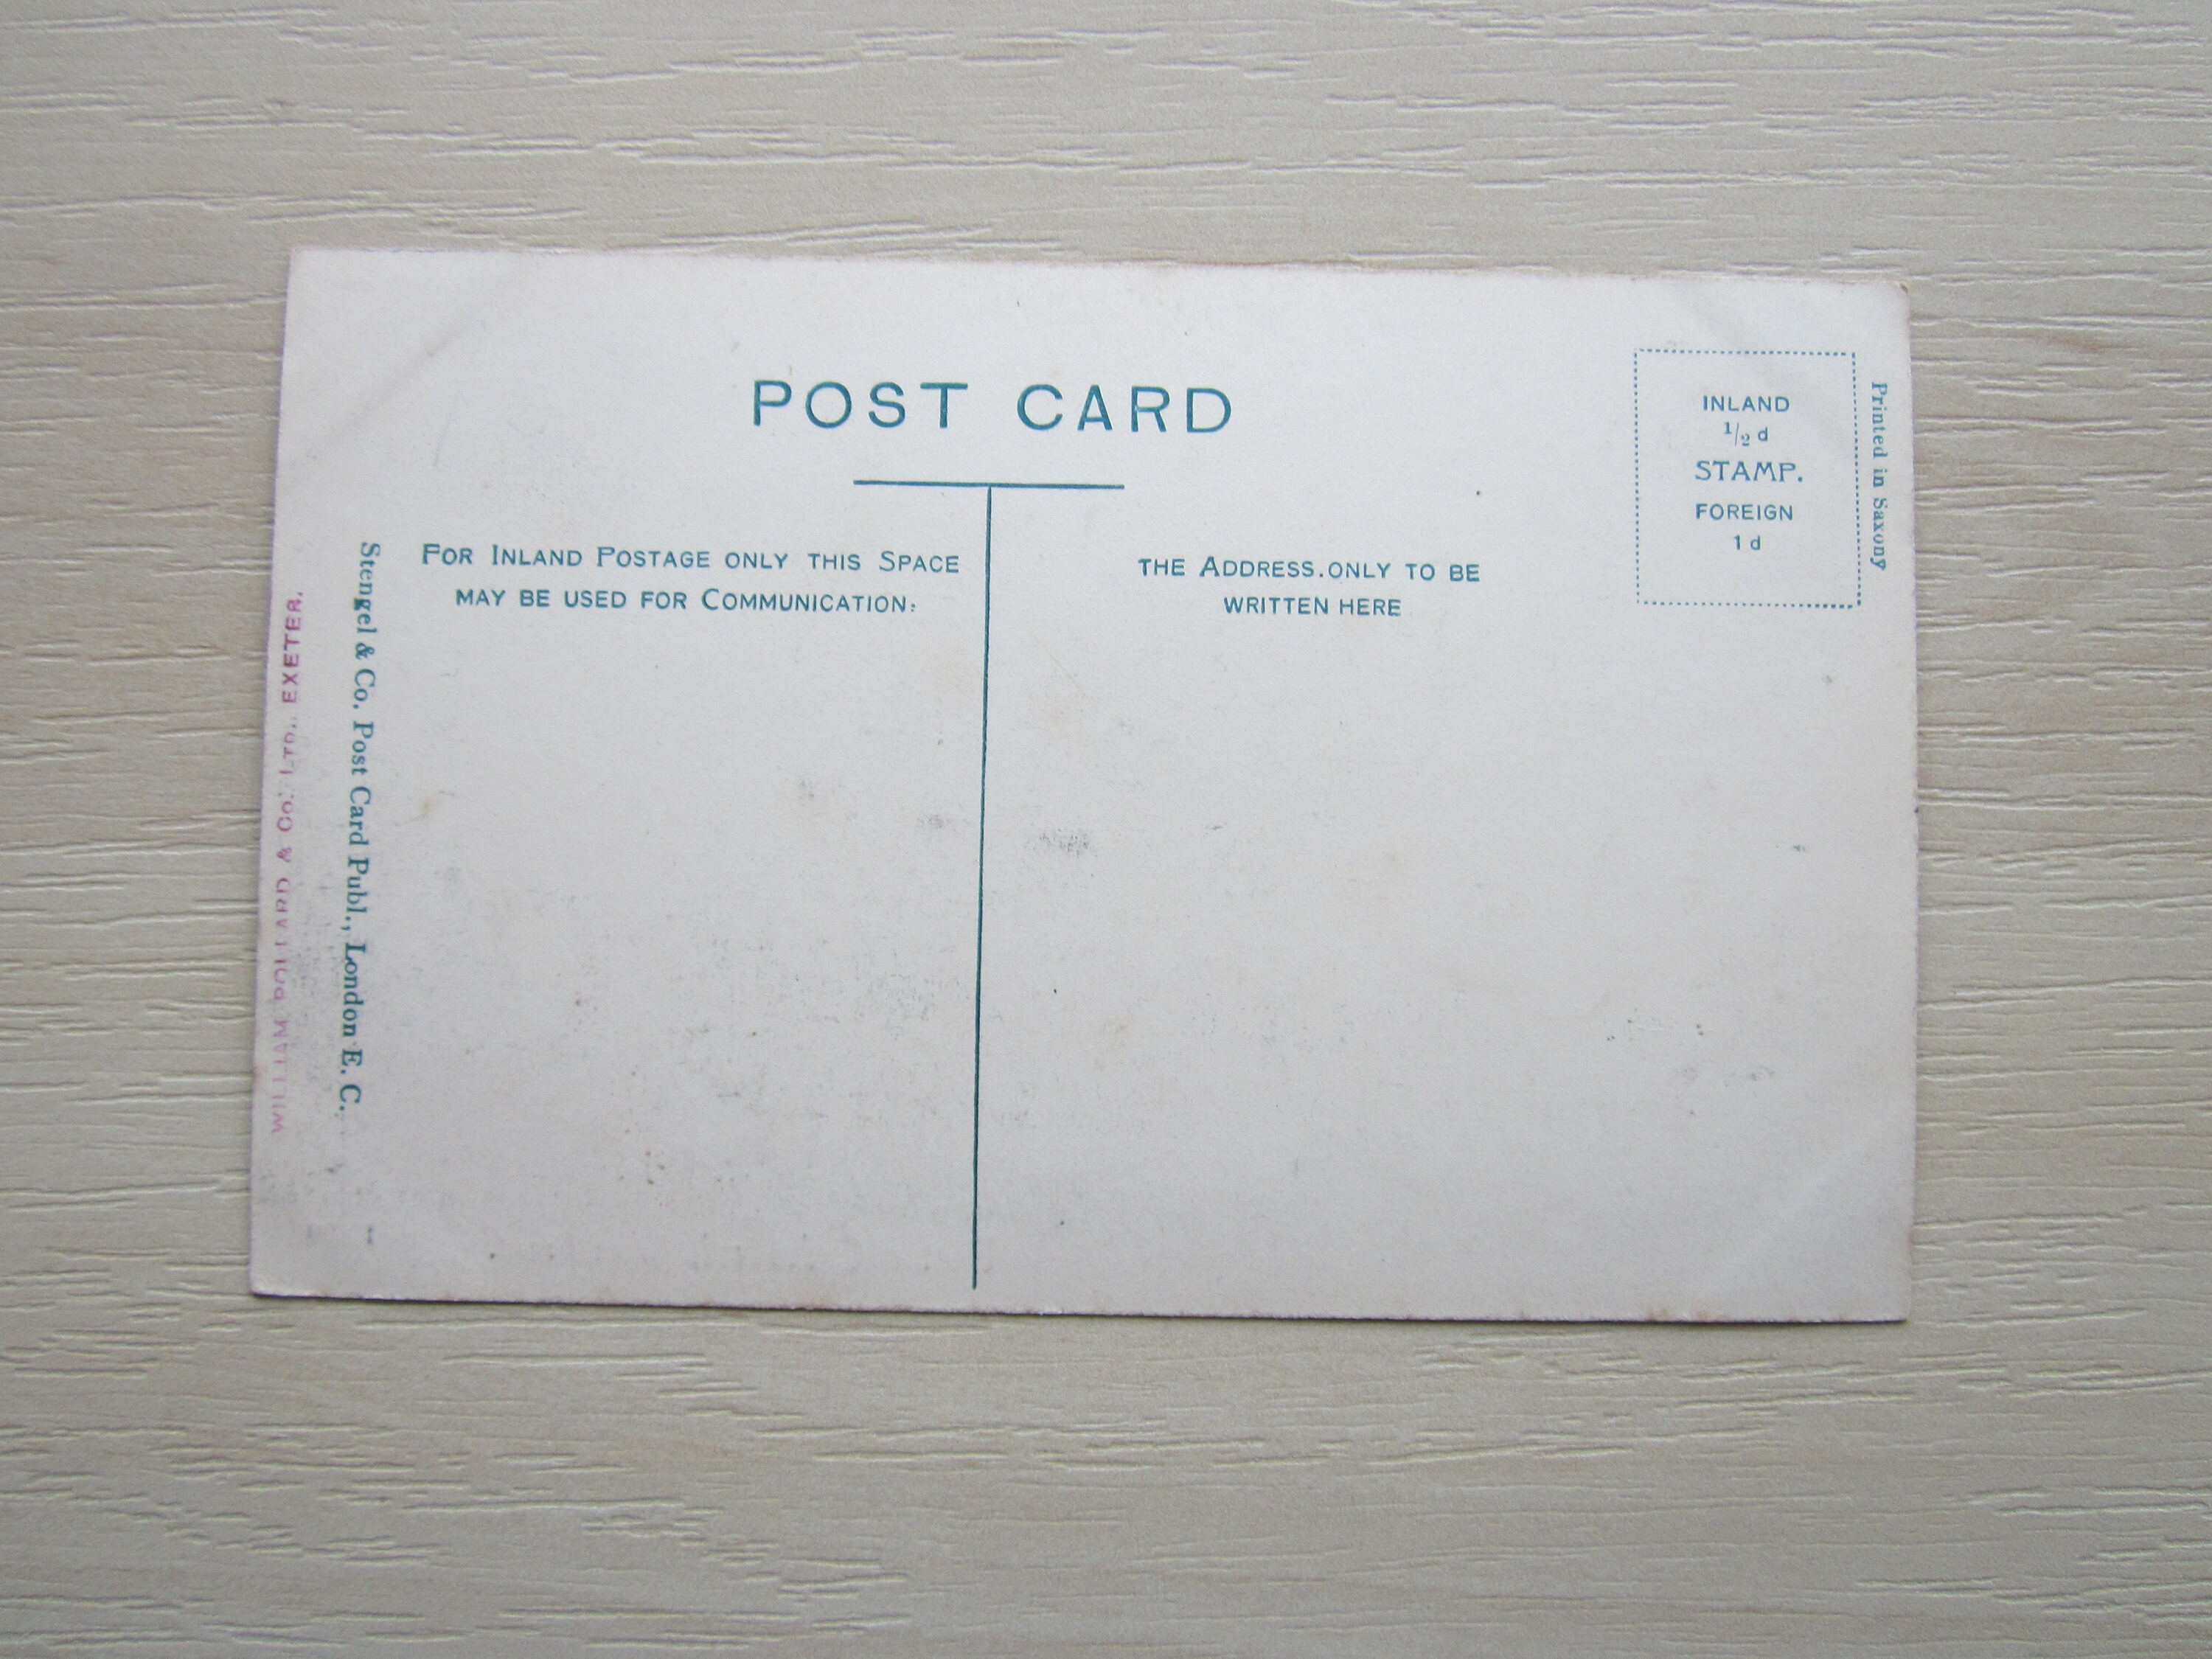 POST CARD
FOR INLAND POSTAGE ONLY THIS SPACE
MAY BE USED FOR COMMUNICATION:
THE ADDRESS.ONLY TO BE
WRITTEN HERE
INLAND
1/2 d
STAMP.
FOREIGN
1 d
Printed in Saxony
Stengel & Co. Post Card Publ., London E. C.
WILLIAM POLLARD & Co. LTD., EXETER.